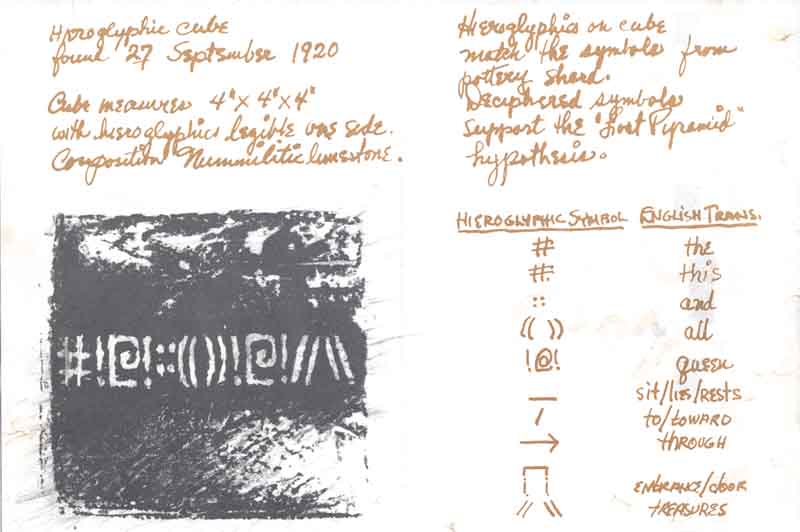 Hieroglyphic cube
found 27 September 1920
Cube measures 4"x 4"x 4"
with hieroglyphics legible one side.
Composition Nummilitic limestone.
Hieroglyphics on cube
match the symbols from
pottery shard.
Deciphered symbols
support the "Lost Pyramid"
hypothesis.
HIEROGLYPHIC SYMBOL ENGLISH TRANS.
# the
#. this
:: and
(( )) all
!@! queen
— sit/lies/rests
/ to/toward
→ through
entrance/door
// \\ treasures
#!@!::(( ))!@!//\\